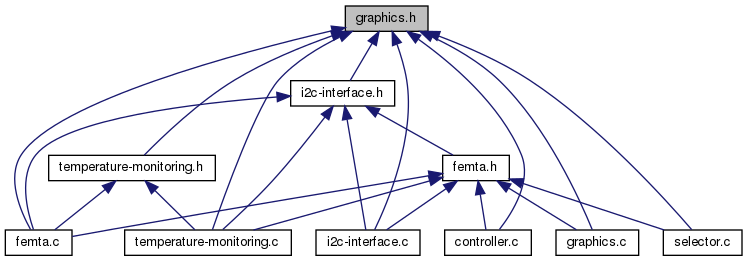 graphics.h
i2c-interface.h
temperature-monitoring.h
femta.h
femta.c
temperature-monitoring.c
i2c-interface.c
controller.c
graphics.c
selector.c